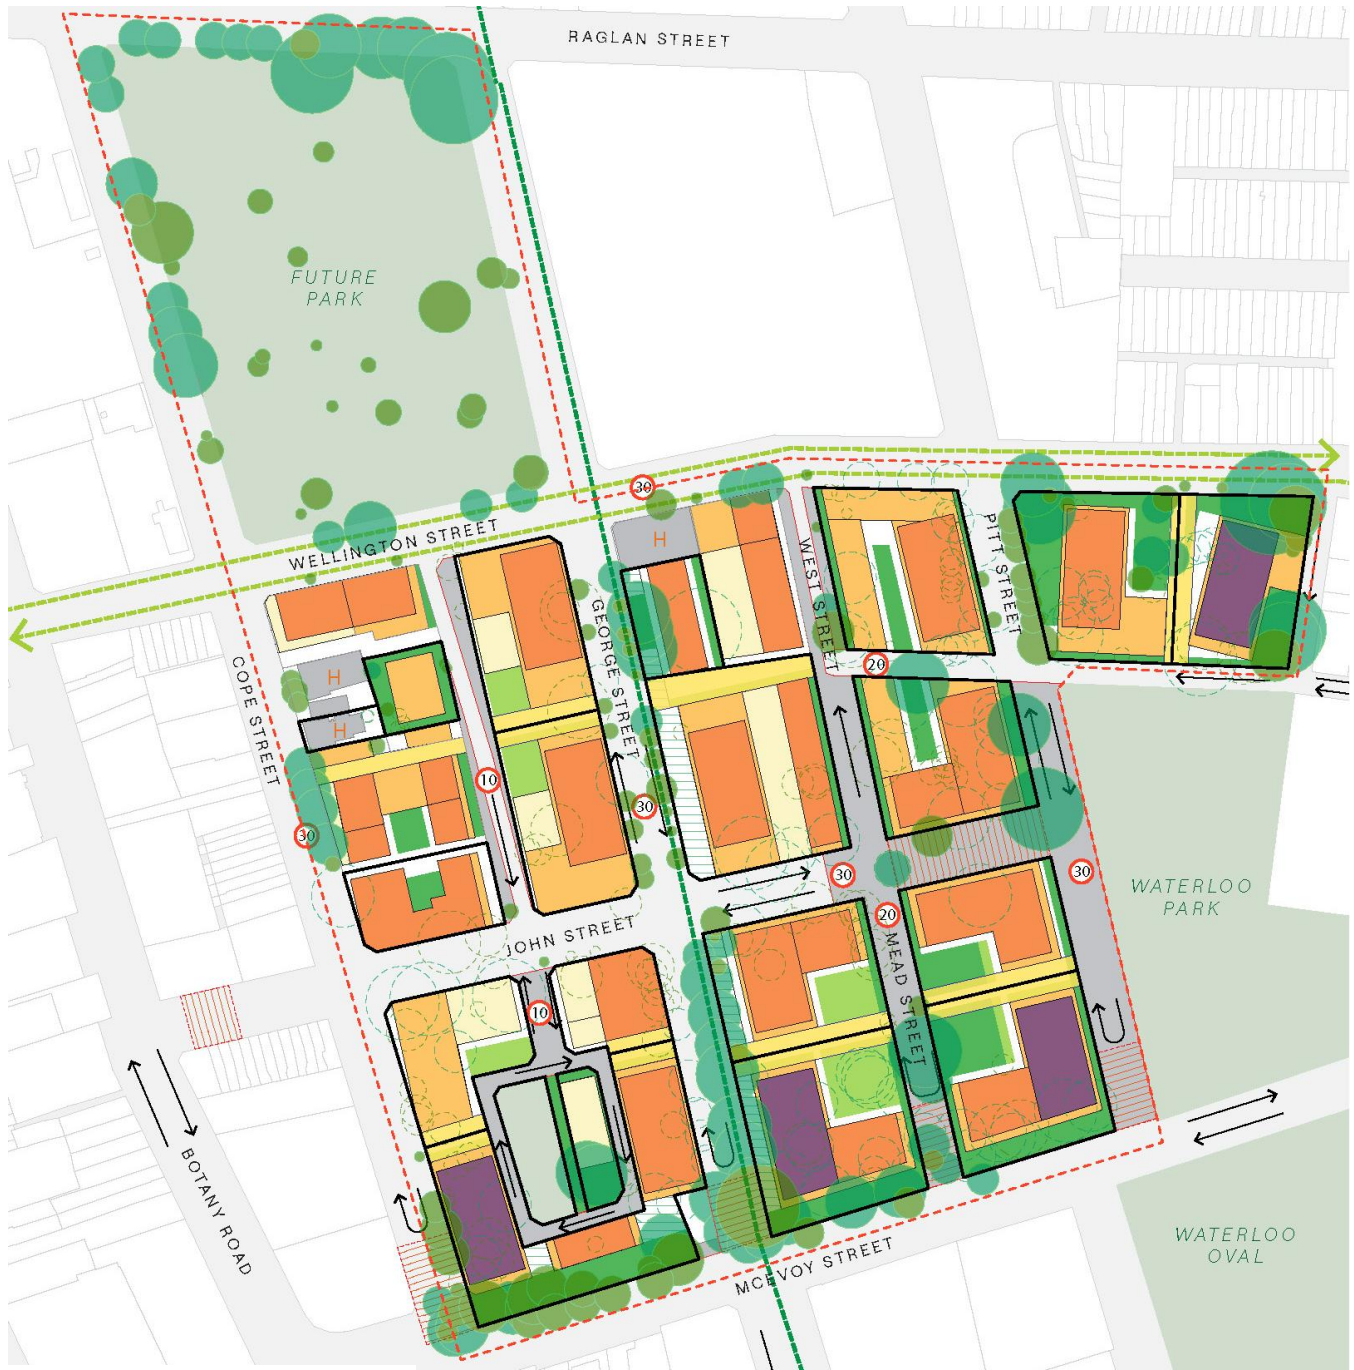 RAGLAN STREET
FUTURE
PARK
30
WELLINGTON STREET
H
WEST STREET
PITT STREET
GEORGE STREET
COPE STREET
H
H
20
10
30
30
30
30
WATERLOO
PARK
JOHN STREET
20
MEAD STREET
10
BOTANY ROAD
WATERLOO
OVAL
MCEVOY STREET